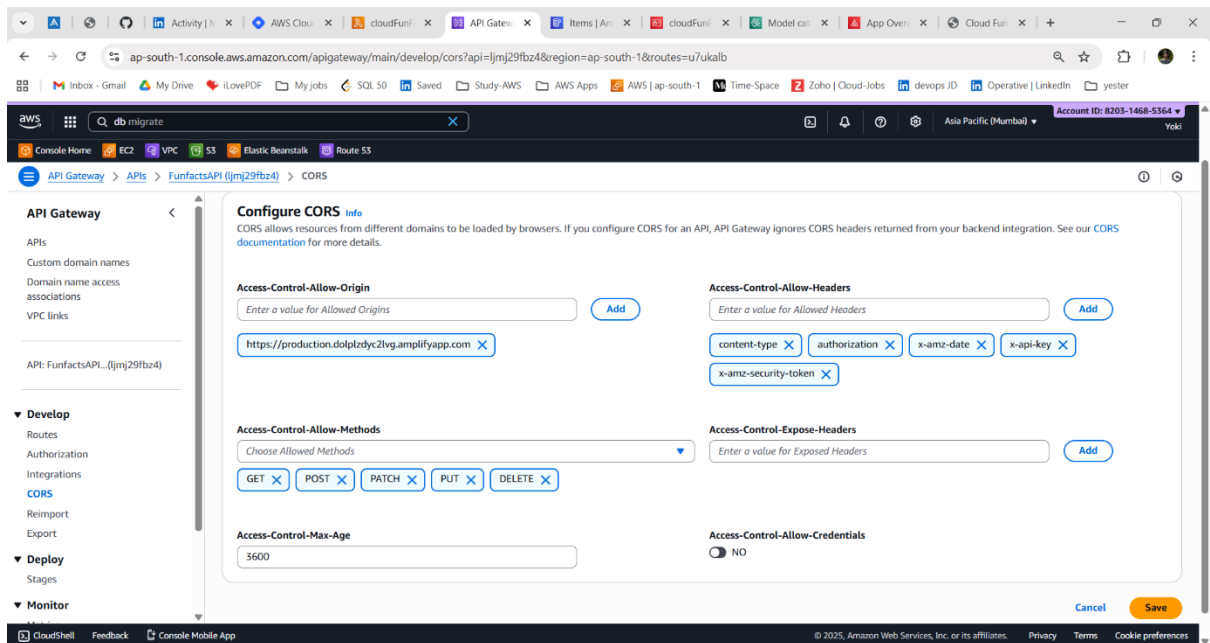 Activity | N
AWS Clou
cloudFunF
API Gatew
Items | Am
cloudFunF
Model cat
App Overv
Cloud Fun
ap-south-1.console.aws.amazon.com/apigateway/main/develop/cors?api=ljmj29fbz4&region=ap-south-1&routes=u7ukalb
Inbox - Gmail My Drive iLovePDF My jobs SQL 50 Saved Study-AWS AWS Apps AWS | ap-south-1 Time-Space Zoho | Cloud-Jobs devops JD Operative | LinkedIn yester
aws
db migrate
Asia Pacific (Mumbai)
Account ID: 8203-1468-5364
Yoki
Console Home EC2 VPC S3 Elastic Beanstalk Route 53
API Gateway > APIs > FunfactsAPI (ljmj29fbz4) > CORS
API Gateway
APIs
Custom domain names
Domain name access
associations
VPC links
API: FunfactsAPI...(ljmj29fbz4)
Develop
Routes
Authorization
Integrations
CORS
Reimport
Export
Deploy
Stages
Monitor
Configure CORS Info
CORS allows resources from different domains to be loaded by browsers. If you configure CORS for an API, API Gateway ignores CORS headers returned from your backend integration. See our CORS
documentation for more details.
Access-Control-Allow-Origin
Enter a value for Allowed Origins Add
https://production.dolplzdyc2lvg.amplifyapp.com
Access-Control-Allow-Headers
Enter a value for Allowed Headers Add
content-type authorization x-amz-date x-api-key
x-amz-security-token
Access-Control-Allow-Methods
Choose Allowed Methods
GET POST PATCH PUT DELETE
Access-Control-Expose-Headers
Enter a value for Exposed Headers Add
Access-Control-Max-Age
3600
Access-Control-Allow-Credentials
NO
Cancel Save
CloudShell Feedback Console Mobile App © 2025, Amazon Web Services, Inc. or its affiliates. Privacy Terms Cookie preferences